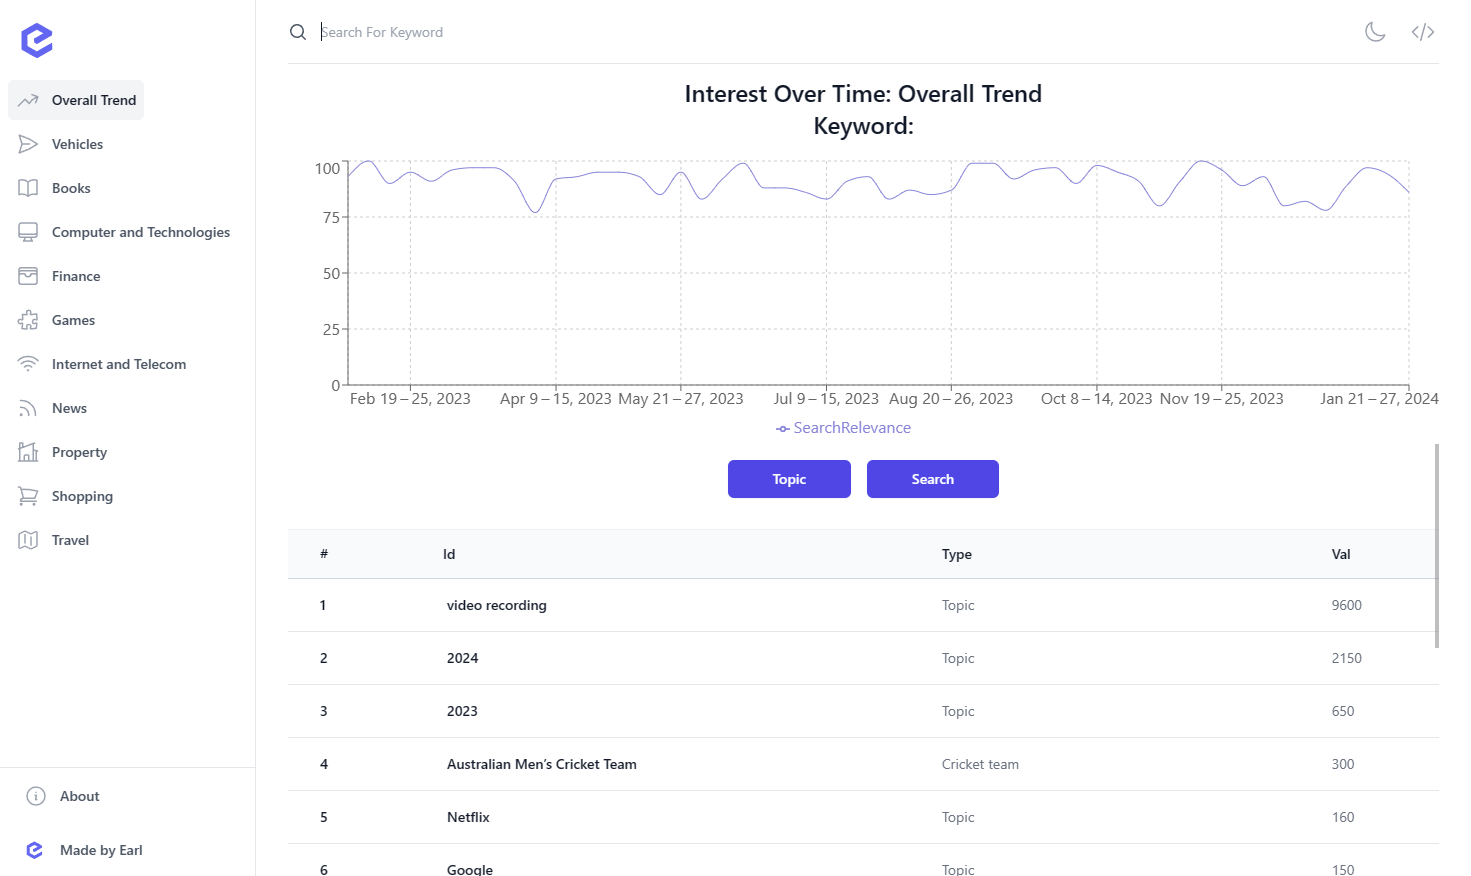 Search For Keyword
Overall Trend
Vehicles
Books
Computer and Technologies
Finance
Games
Internet and Telecom
News
Property
Shopping
Travel
About
Made by Earl
Interest Over Time: Overall Trend
Keyword:
100
75
50
25
0
Feb 19 – 25, 2023 Apr 9 – 15, 2023 May 21 – 27, 2023 Jul 9 – 15, 2023 Aug 20 – 26, 2023 Oct 8 – 14, 2023 Nov 19 – 25, 2023 Jan 21 – 27, 2024
SearchRelevance
Topic Search
# Id Type Val
1 video recording Topic 9600
2 2024 Topic 2150
3 2023 Topic 650
4 Australian Men’s Cricket Team Cricket team 300
5 Netflix Topic 160
6 Google Topic 150